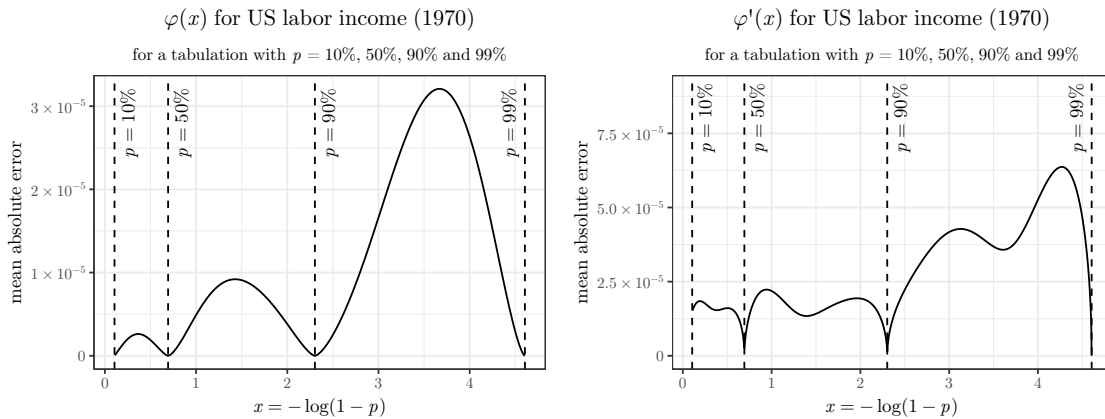 φ(x) for US labor income (1970)
for a tabulation with p = 10%, 50%, 90% and 99%
p = 10%
p = 50%
p = 90%
p = 99%
3 × 10⁻⁵
2 × 10⁻⁵
1 × 10⁻⁵
0
mean absolute error
0 1 2 3 4
x = −log(1 − p)
φ'(x) for US labor income (1970)
for a tabulation with p = 10%, 50%, 90% and 99%
p = 10%
p = 50%
p = 90%
p = 99%
7.5 × 10⁻⁵
5.0 × 10⁻⁵
2.5 × 10⁻⁵
0
mean absolute error
0 1 2 3 4
x = −log(1 − p)